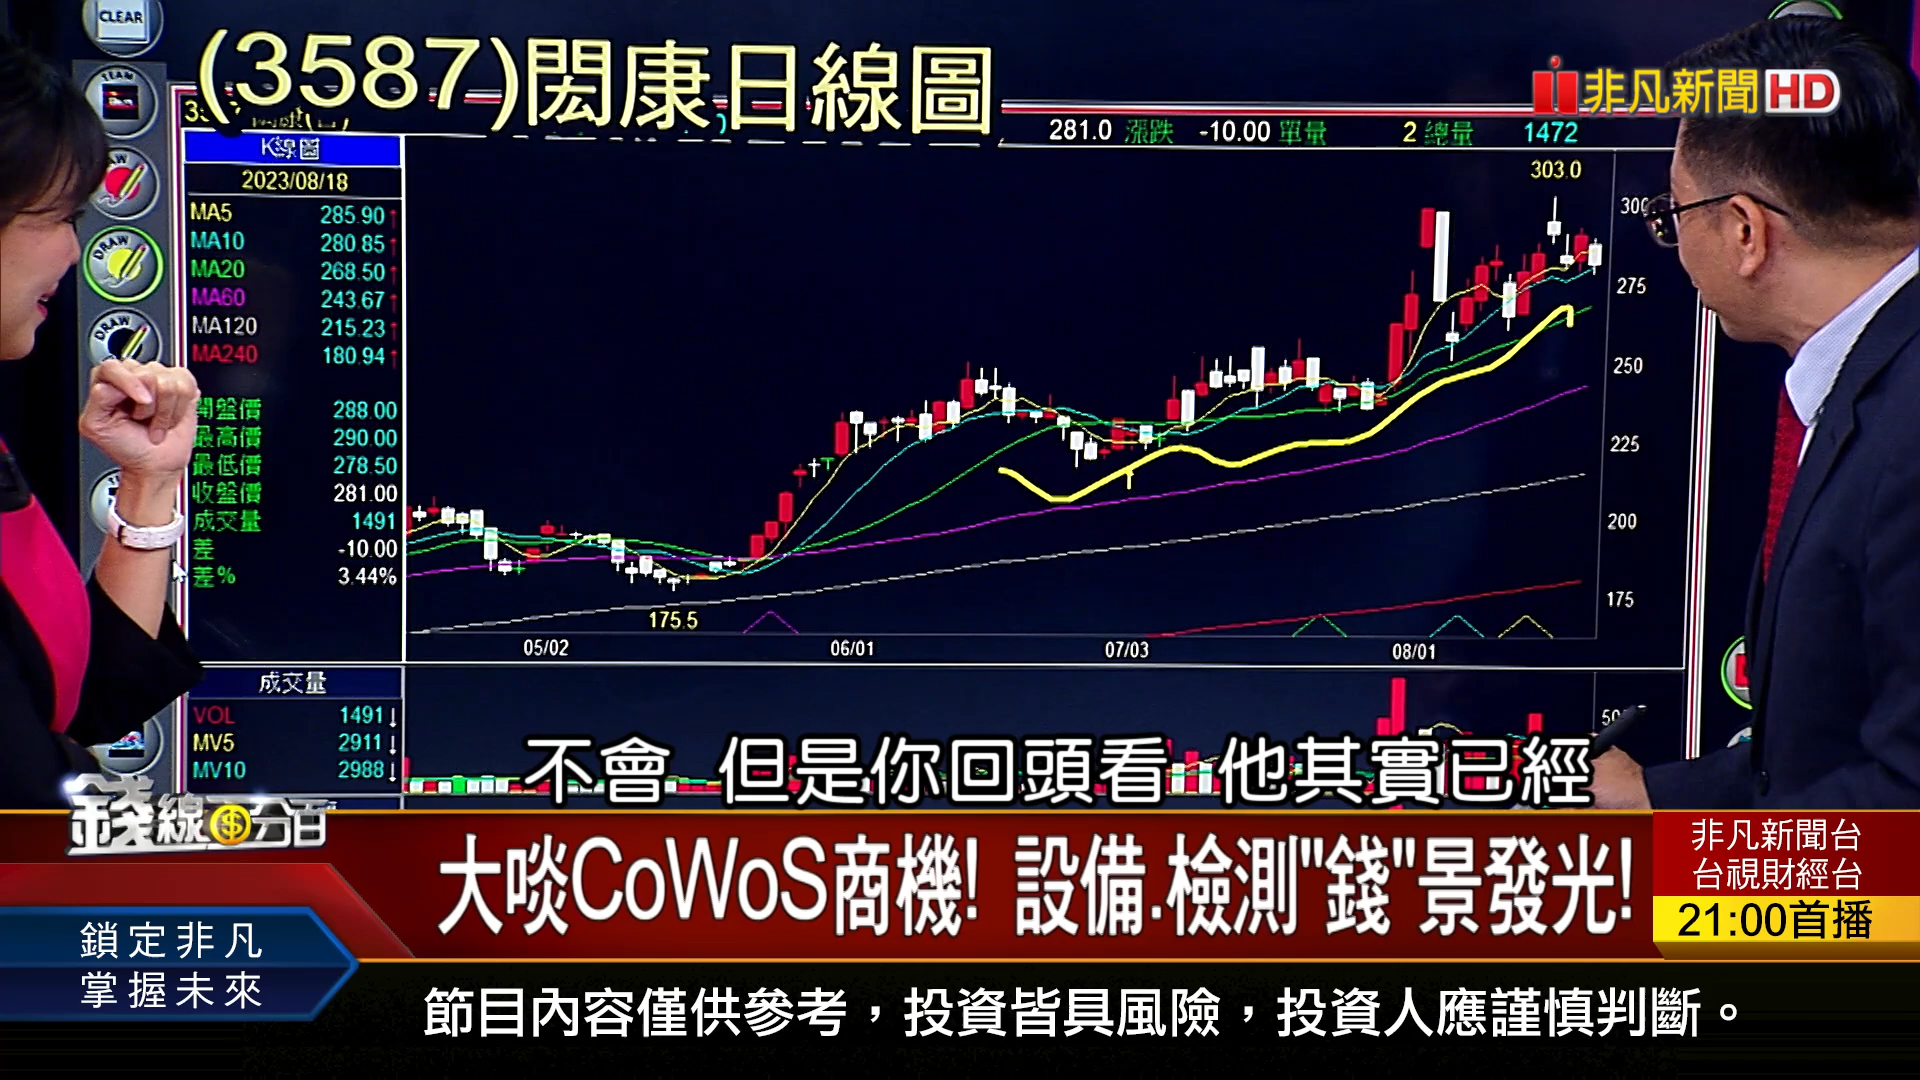 CLEAR
TEAM
(3587)閎康日線圖
非凡新聞HD
281.0 漲跌 -10.00 單量 2 總量 1472
K線圖
2023/08/18
303.0
MA5 285.90↑
MA10 280.85↑
MA20 268.50↑
MA60 243.67↑
MA120 215.23↑
MA240 180.94↑
開盤價 288.00
最高價 290.00
最低價 278.50
收盤價 281.00
成交量 1491
差 -10.00
差% 3.44%
DRAW
DRAW
300
275
250
225
200
175
175.5
05/02
06/01
07/03
08/01
成交量
VOL 1491↓
MV5 2911↓
MV10 2988↓
不會 但是你回頭看 他其實已經
錢線百分百
大啖CoWoS商機! 設備.檢測"錢"景發光!
非凡新聞台
台視財經台
21:00首播
鎖定非凡
掌握未來
節目內容僅供參考，投資皆具風險，投資人應謹慎判斷。